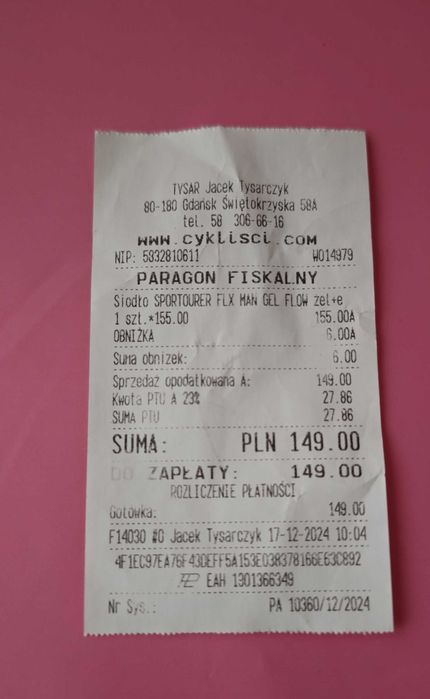 TYSAR Jacek Tysarczyk
80-180 Gdańsk Świętokrzyska 58A
tel. 58 306-66-16
WWW.CYKLISCI.COM
NIP: 5832810611 W014979
PARAGON FISKALNY
Siodło SPORTOURER FLX MAN GEL FLOW żel+e
1 szt.*155.00 155.00A
OBNIŻKA 6.00A
Suma obniżek: 6.00
Sprzedaż opodatkowana A: 149.00
Kwota PTU A 23% 27.86
SUMA PTU 27.86
SUMA: PLN 149.00
DO ZAPŁATY: 149.00
ROZLICZENIE PŁATNOŚCI
Gotówka: 149.00
F14030 #0 Jacek Tysarczyk 17-12-2024 10:04
EAH 1301366349
Nr Sys.: PA 10360/12/2024